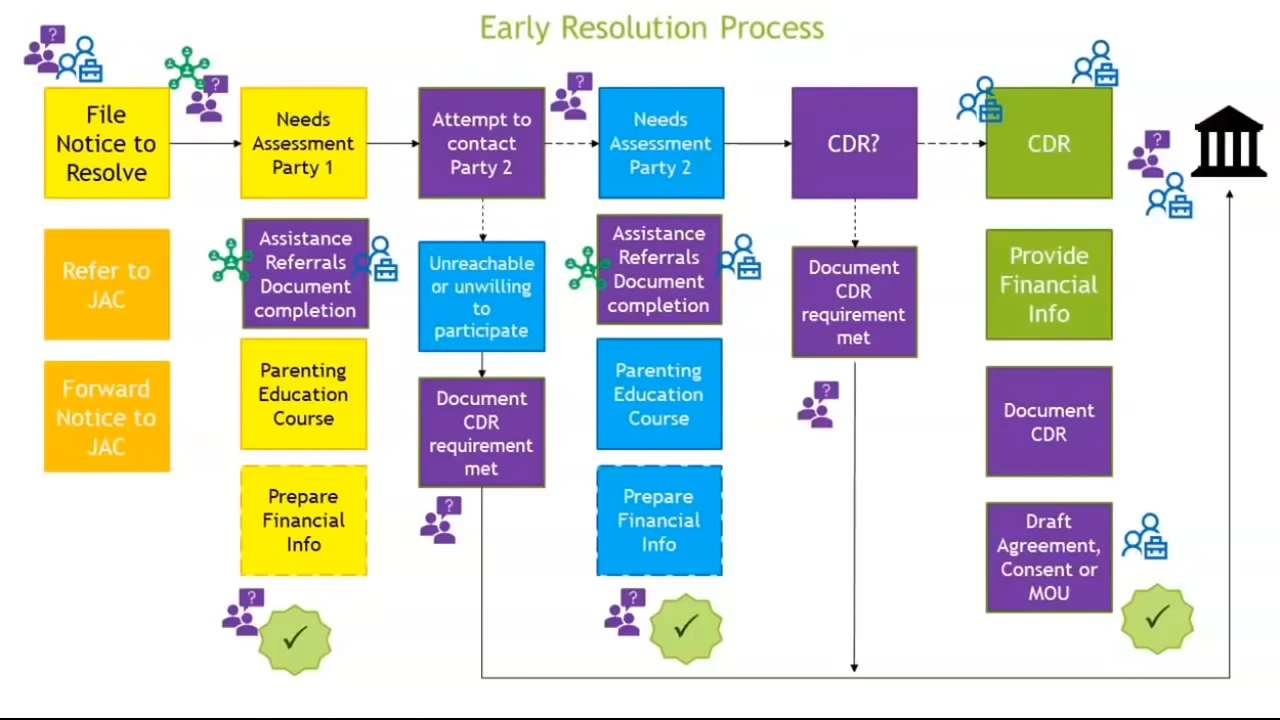 Early Resolution Process
File
Notice to
Resolve
Needs
Assessment
Party 1
Attempt to
contact
Party 2
Needs
Assessment
Party 2
CDR?
CDR
Refer to
JAC
Forward
Notice to
JAC
Assistance
Referrals
Document
completion
Parenting
Education
Course
Prepare
Financial
Info
Unreachable
or unwilling
to
participate
Document
CDR
requirement
met
Assistance
Referrals
Document
completion
Parenting
Education
Course
Prepare
Financial
Info
Document
CDR
requirement
met
Provide
Financial
Info
Document
CDR
Draft
Agreement,
Consent or
MOU